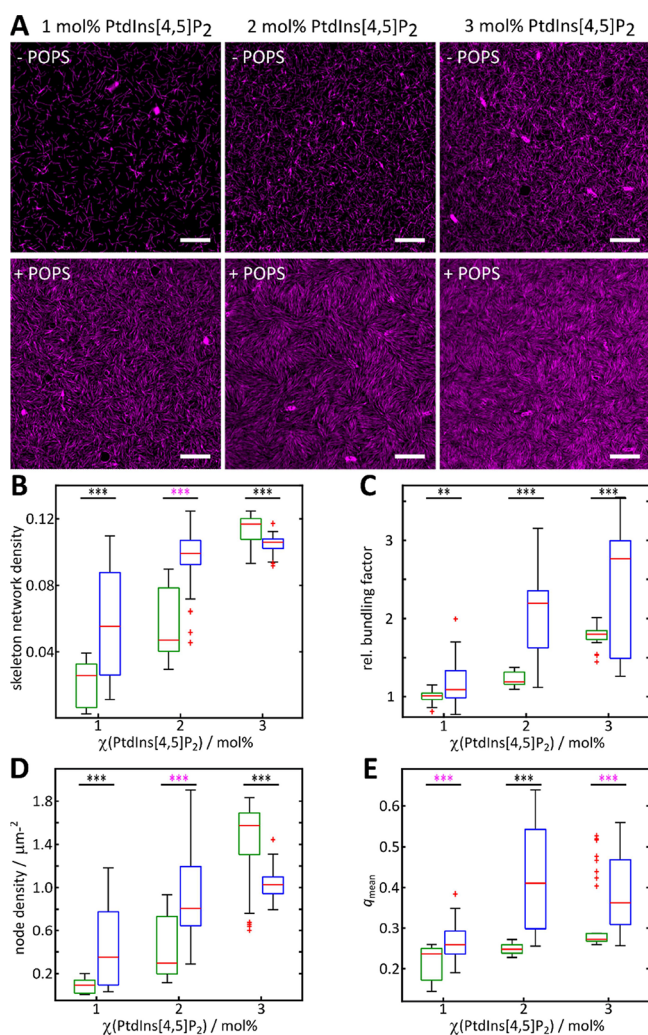 A
1 mol% PtdIns[4,5]P₂
2 mol% PtdIns[4,5]P₂
3 mol% PtdIns[4,5]P₂
- POPS
- POPS
- POPS
+ POPS
+ POPS
+ POPS
B
***
***
***
0.12
0.08
0.04
skeleton network density
1
2
3
χ(PtdIns[4,5]P₂) / mol%
C
**
***
***
3
2
1
rel. bundling factor
1
2
3
χ(PtdIns[4,5]P₂) / mol%
D
***
***
***
1.8
1.4
1.0
0.6
0.2
node density / μm⁻²
1
2
3
χ(PtdIns[4,5]P₂) / mol%
E
***
***
***
0.6
0.5
0.4
0.3
0.2
qmean
1
2
3
χ(PtdIns[4,5]P₂) / mol%